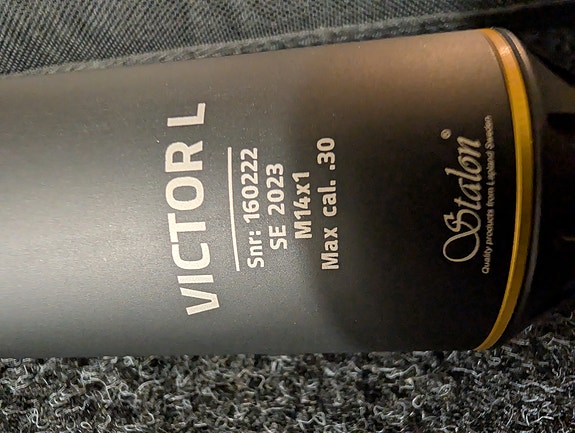 VICTOR L
Snr: 160222
SE 2023
M14x1
Max cal. .30
Stalon®
Quality products from Lapland Sweden